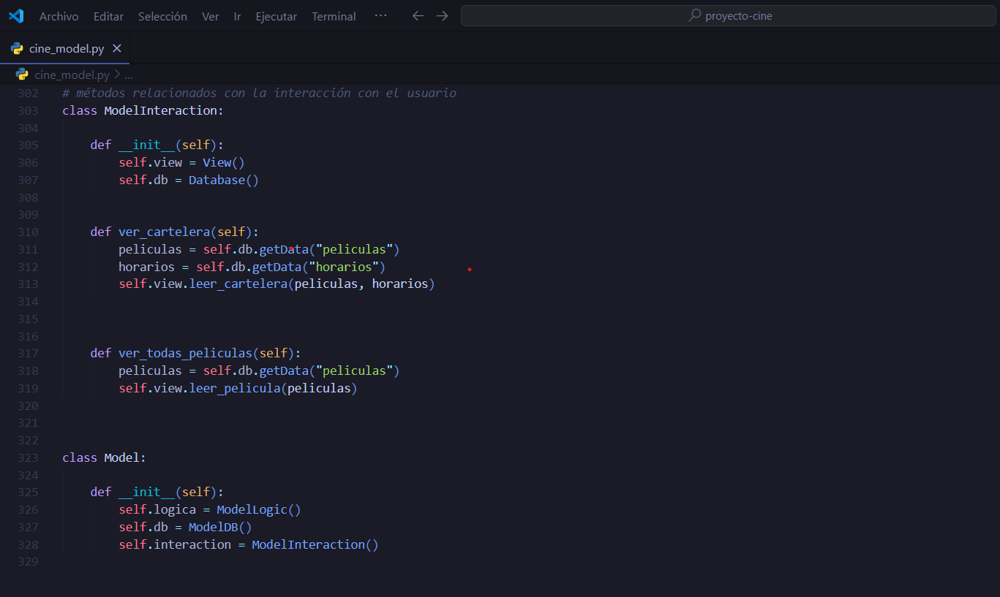 Archivo Editar Selección Ver Ir Ejecutar Terminal ··· proyecto-cine
cine_model.py
cine_model.py > ...
302 # métodos relacionados con la interacción con el usuario
303 class ModelInteraction:
304
305 def __init__(self):
306 self.view = View()
307 self.db = Database()
308
309
310 def ver_cartelera(self):
311 peliculas = self.db.getData("peliculas")
312 horarios = self.db.getData("horarios")
313 self.view.leer_cartelera(peliculas, horarios)
314
315
316
317 def ver_todas_peliculas(self):
318 peliculas = self.db.getData("peliculas")
319 self.view.leer_pelicula(peliculas)
320
321
322
323 class Model:
324
325 def __init__(self):
326 self.logica = ModelLogic()
327 self.db = ModelDB()
328 self.interaction = ModelInteraction()
329